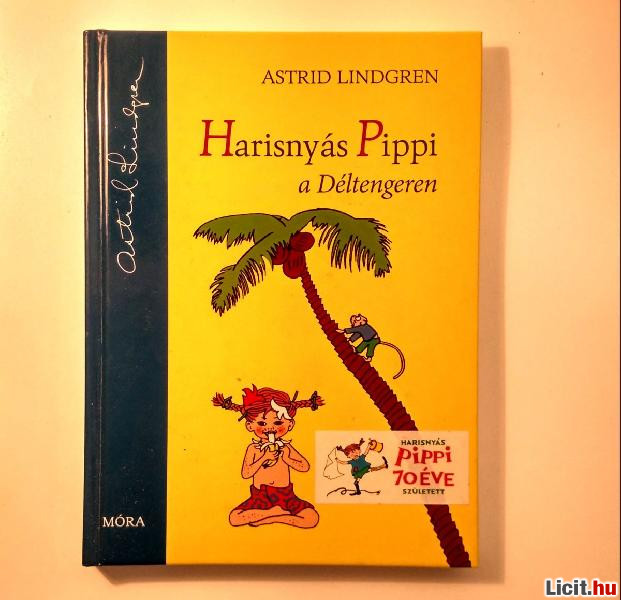 ASTRID LINDGREN
Harisnyás Pippi
a Déltengeren
Astrid Lindgren
HARISNYÁS
PiPPi
70 ÉVE
SZÜLETETT
MÓRA
Licit.hu